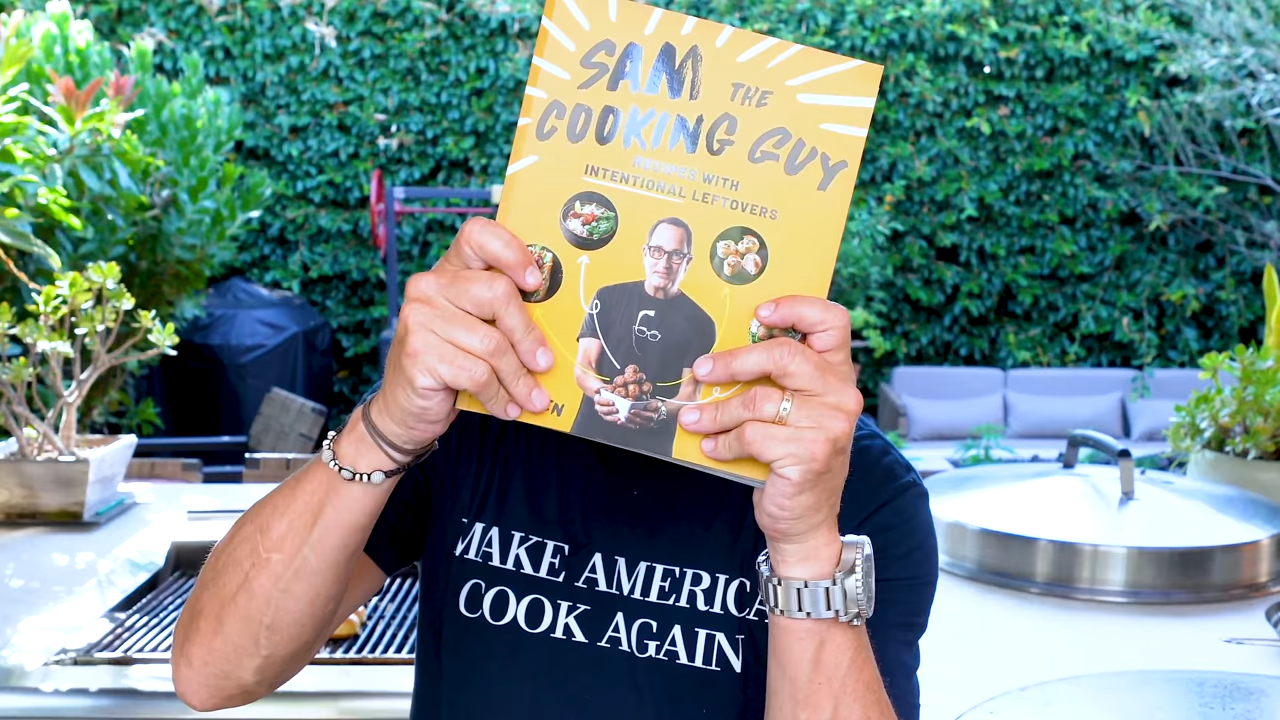 SAM THE
COOKING GUY
RECIPES WITH
INTENTIONAL LEFTOVERS
MAKE AMERICA
COOK AGAIN